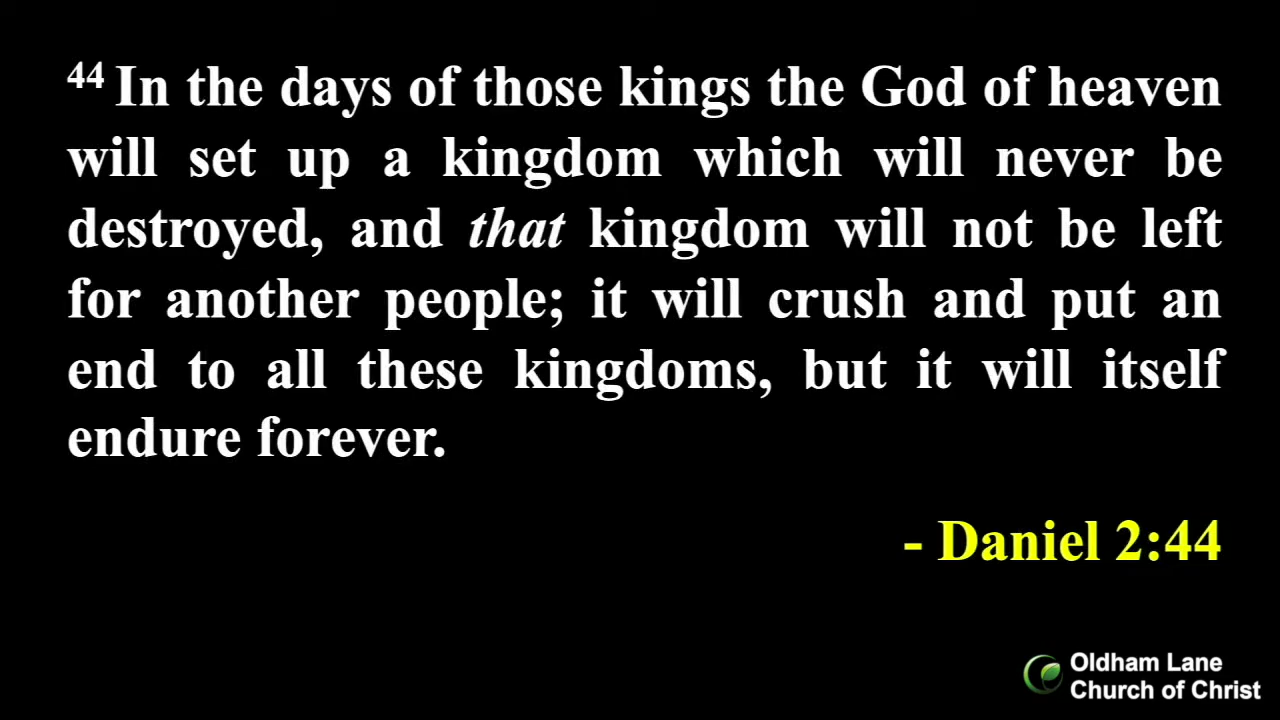 44 In the days of those kings the God of heaven
will set up a kingdom which will never be
destroyed, and that kingdom will not be left
for another people; it will crush and put an
end to all these kingdoms, but it will itself
endure forever.
- Daniel 2:44
Oldham Lane
Church of Christ